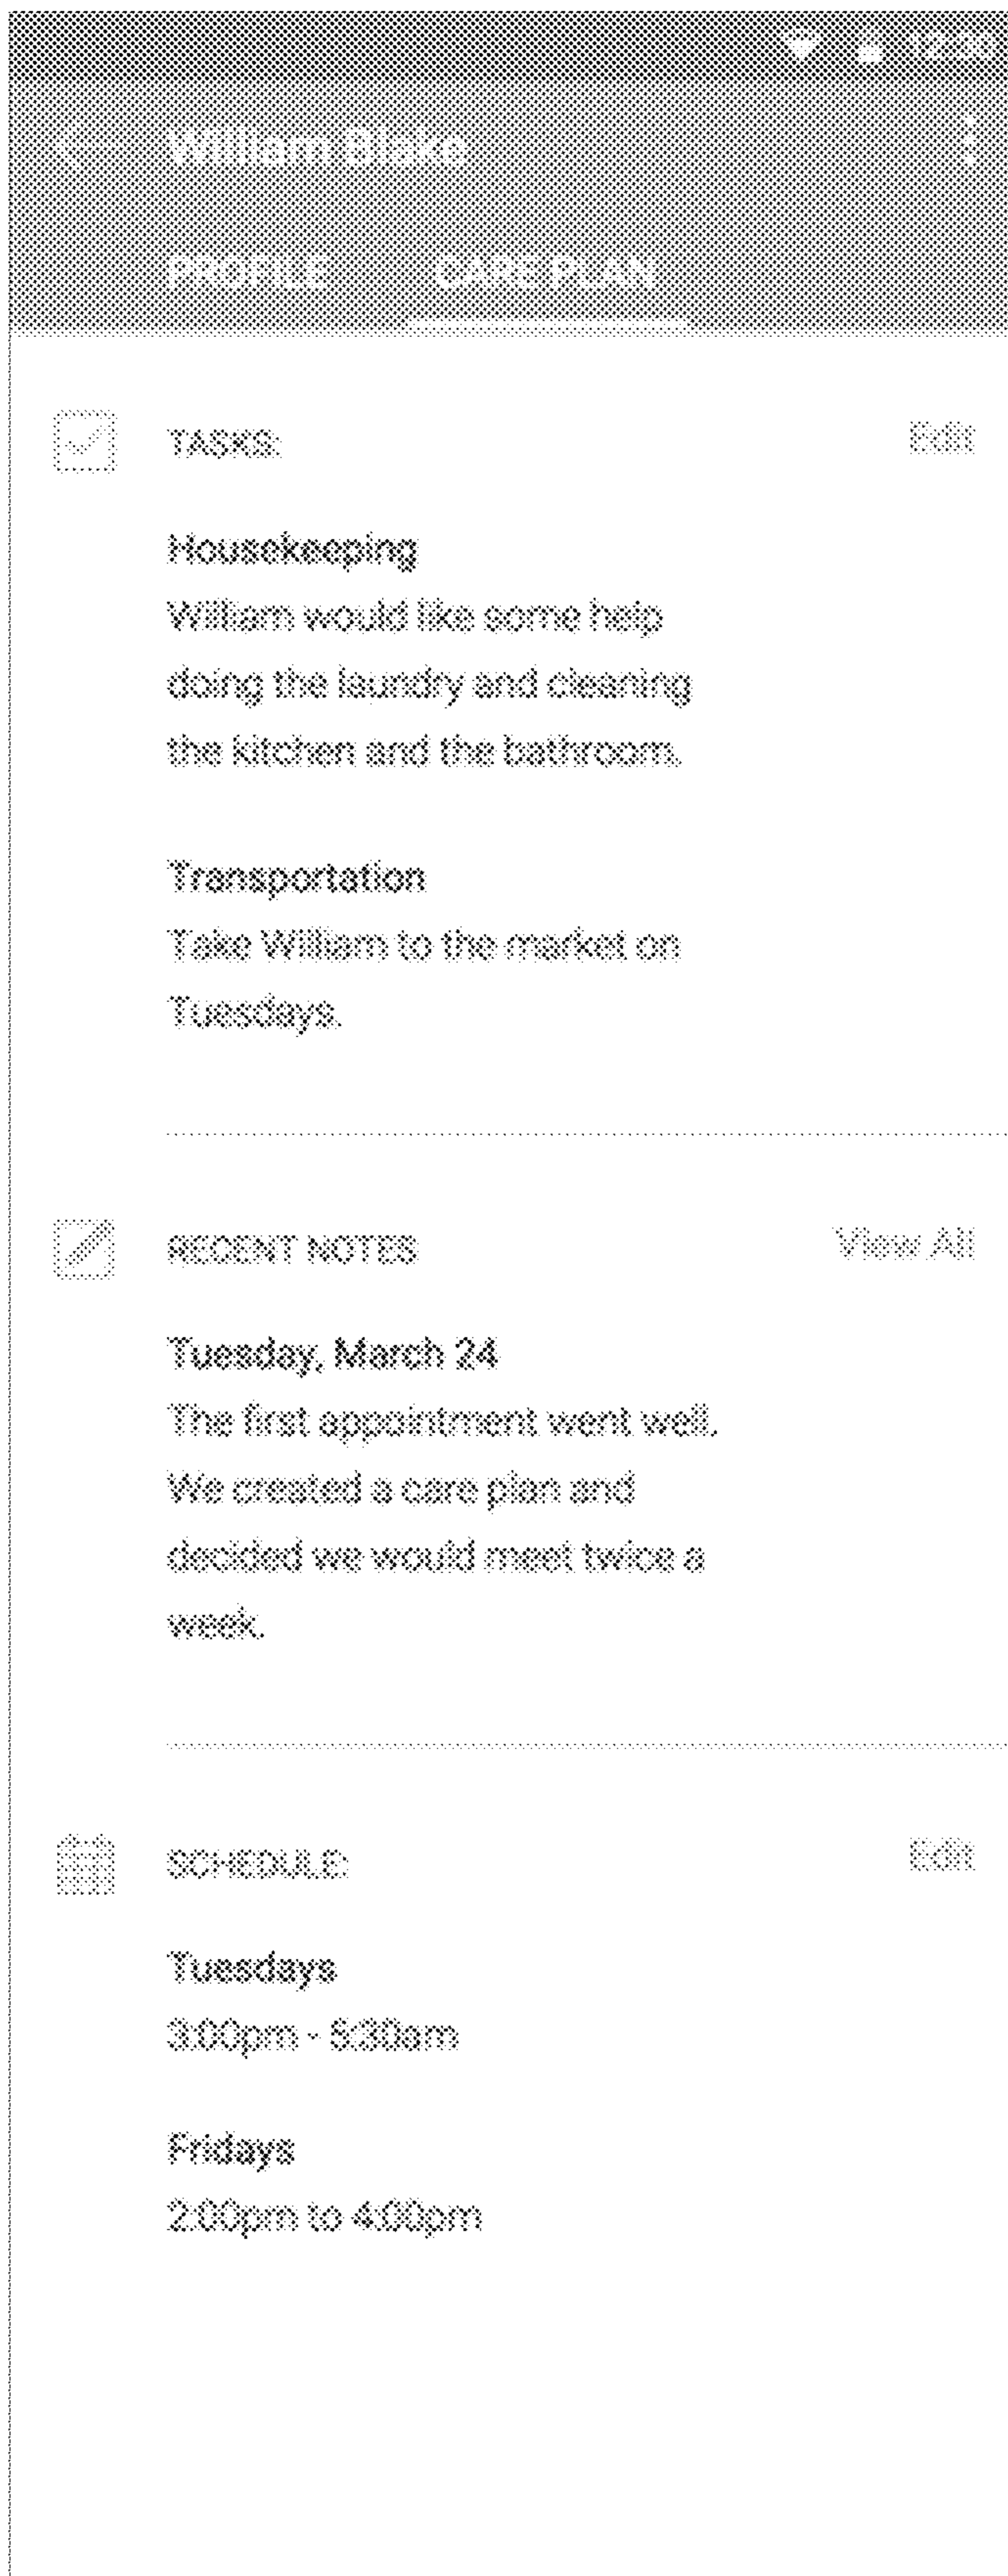 12:30
William Blake
PROFILE CARE PLAN
TASKS: Edit
Housekeeping
William would like some help
doing the laundry and cleaning
the kitchen and the bathroom.
Transportation
Take William to the market on
Tuesdays.
RECENT NOTES View All
Tuesday, March 24
The first appointment went well.
We created a care plan and
decided we would meet twice a
week.
SCHEDULE Edit
Tuesdays
3:00pm - 5:30am
Fridays
2:00pm to 4:00pm